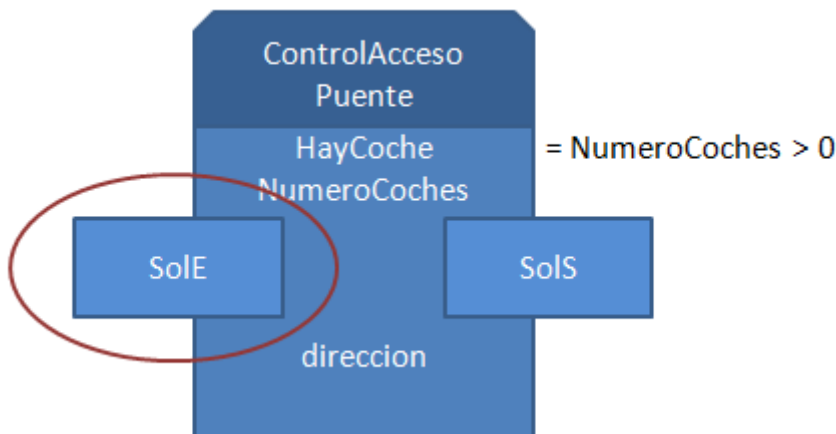 ControlAcceso
Puente
HayCoche
= NumeroCoches > 0
NumeroCoches
SolE
SolS
direccion